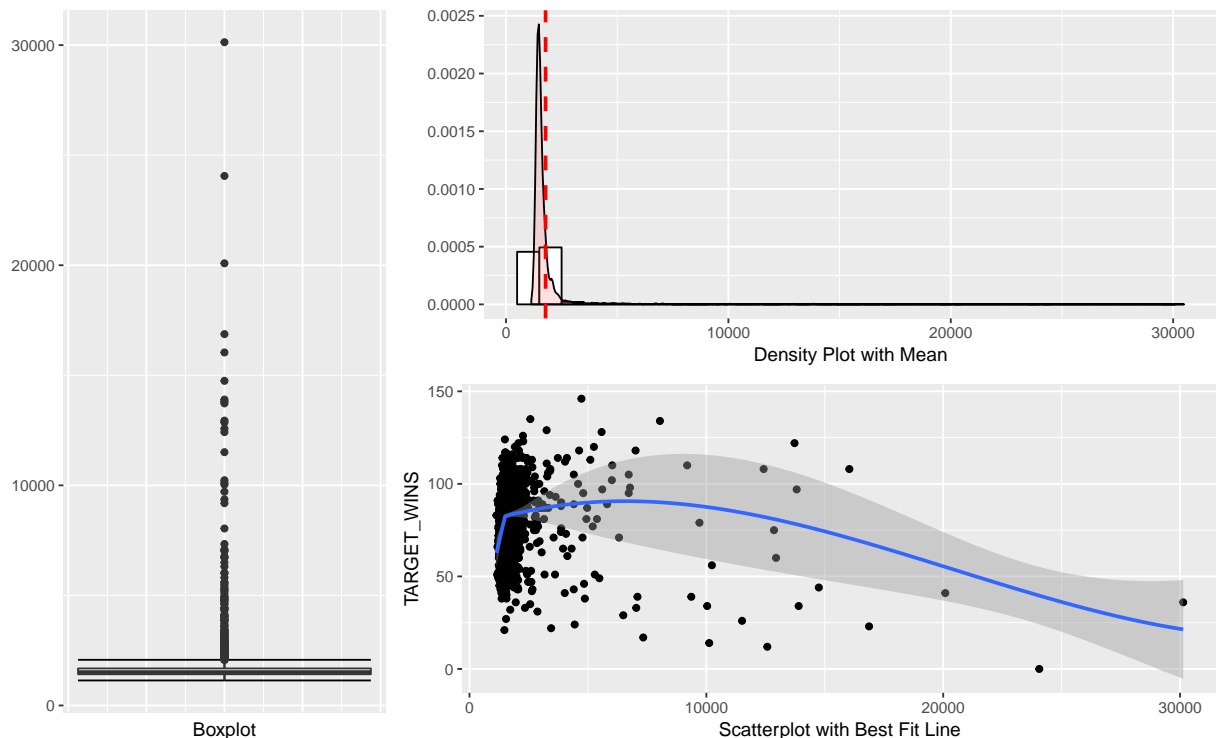 30000
20000
10000
0
Boxplot
0.0025
0.0020
0.0015
0.0010
0.0005
0.0000
0 10000 20000 30000
Density Plot with Mean
TARGET_WINS
150
100
50
0
0 10000 20000 30000
Scatterplot with Best Fit Line